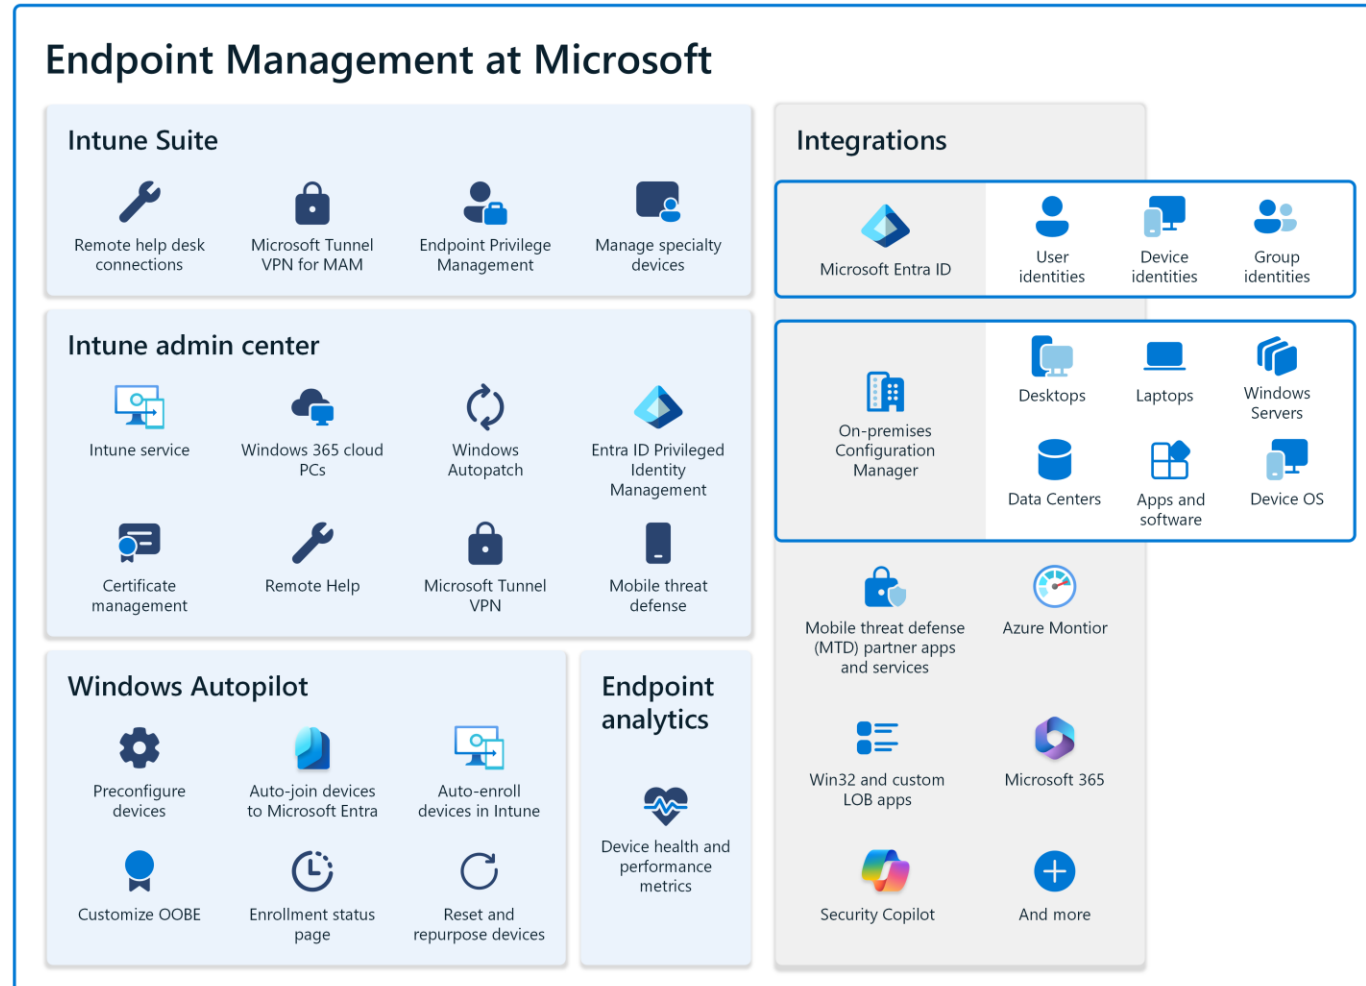 Endpoint Management at Microsoft
Intune Suite
Remote help desk
connections
Microsoft Tunnel
VPN for MAM
Endpoint Privilege
Management
Manage specialty
devices
Intune admin center
Intune service
Windows 365 cloud
PCs
Windows
Autopatch
Entra ID Privileged
Identity
Management
Certificate
management
Remote Help
Microsoft Tunnel
VPN
Mobile threat
defense
Windows Autopilot
Preconfigure
devices
Auto-join devices
to Microsoft Entra
Auto-enroll
devices in Intune
Customize OOBE
Enrollment status
page
Reset and
repurpose devices
Endpoint
analytics
Device health and
performance
metrics
Integrations
Microsoft Entra ID
User
identities
Device
identities
Group
identities
On-premises
Configuration
Manager
Desktops
Laptops
Windows
Servers
Data Centers
Apps and
software
Device OS
Mobile threat defense
(MTD) partner apps
and services
Azure Montior
Win32 and custom
LOB apps
Microsoft 365
Security Copilot
And more